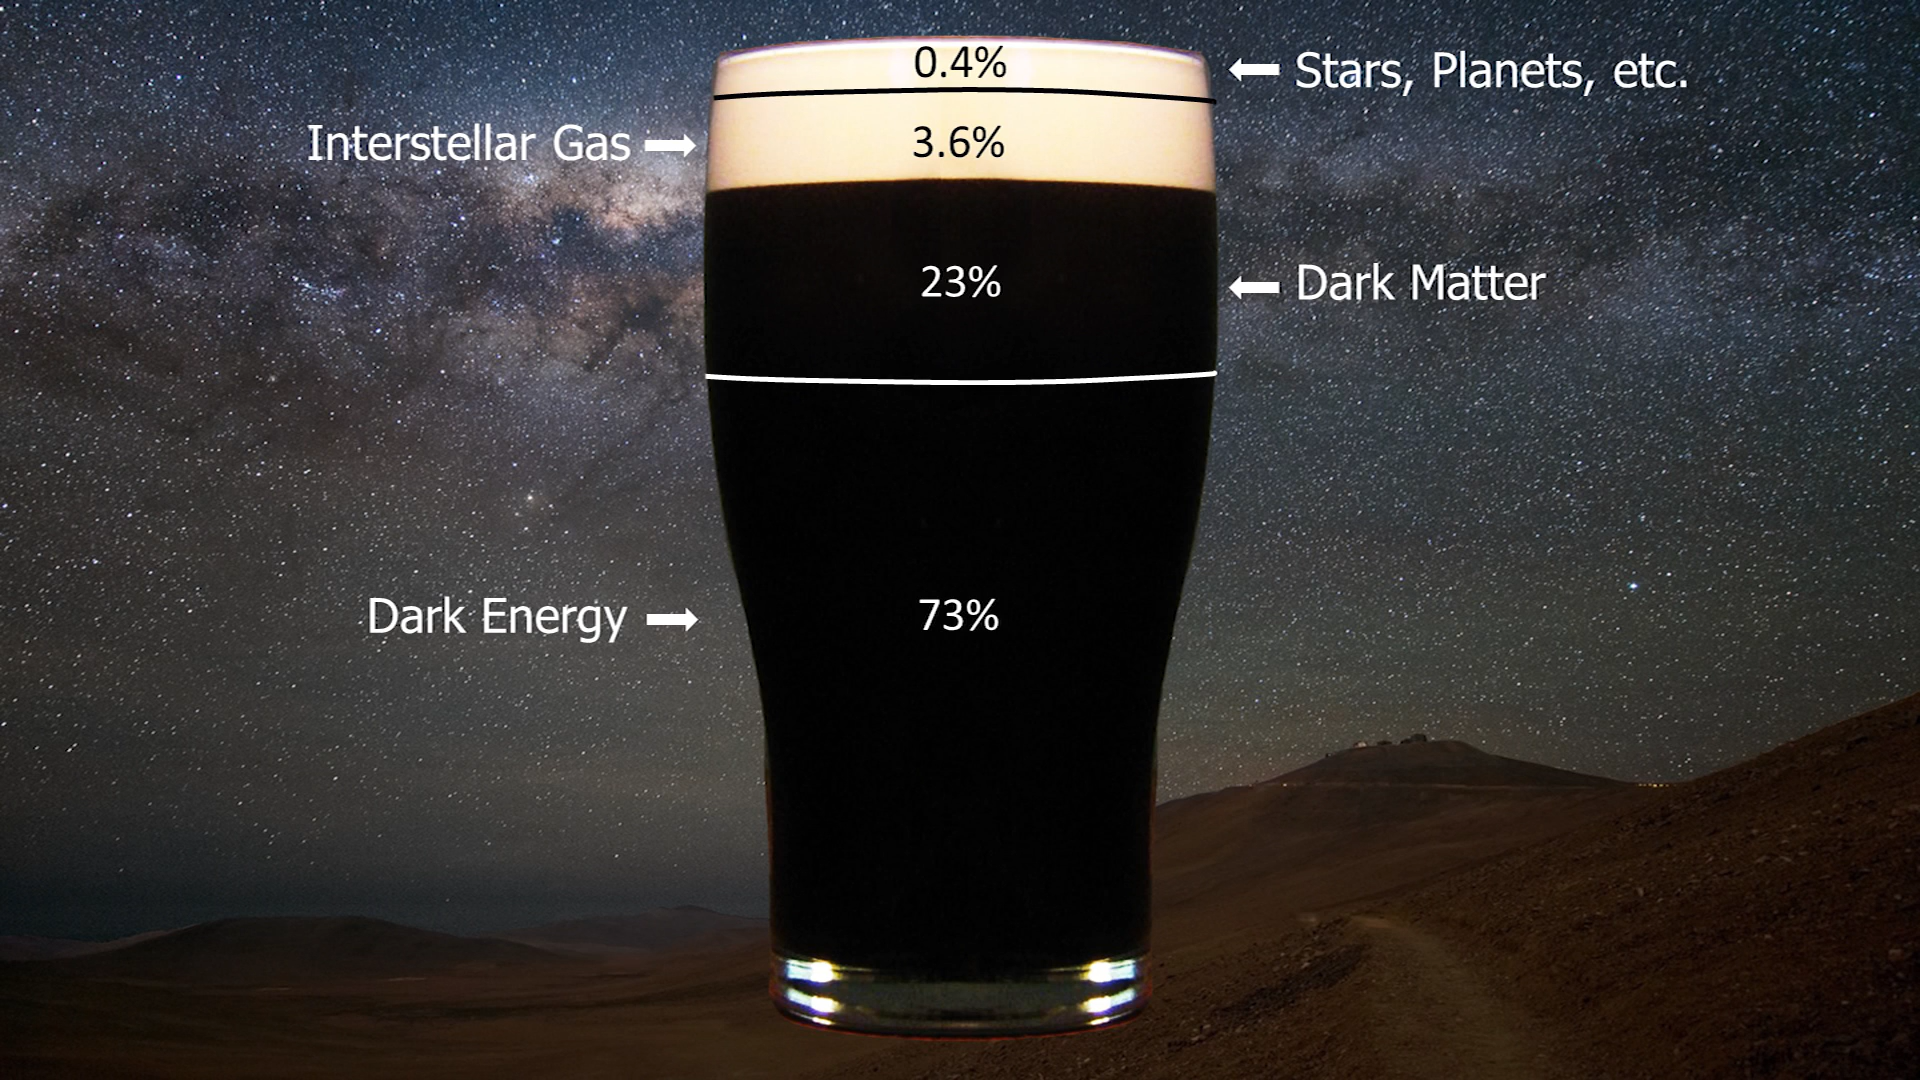 0.4%
Stars, Planets, etc.
Interstellar Gas
3.6%
23%
Dark Matter
Dark Energy
73%